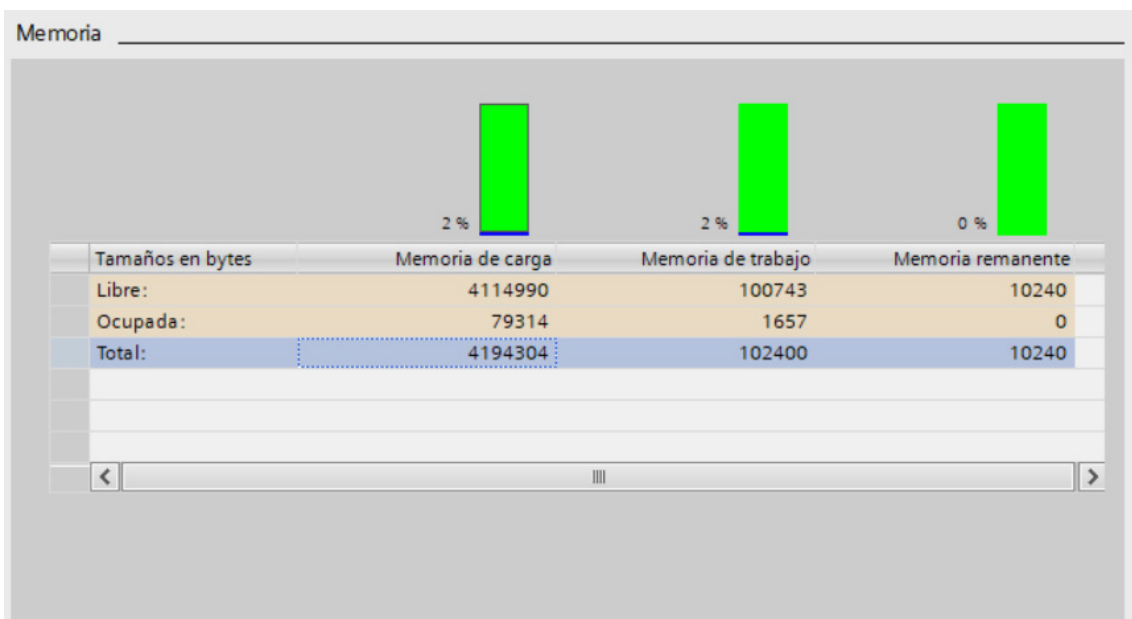 Memoria
2 % 2 % 0 %
Tamaños en bytes Memoria de carga Memoria de trabajo Memoria remanente
Libre: 4114990 100743 10240
Ocupada: 79314 1657 0
Total: 4194304 102400 10240